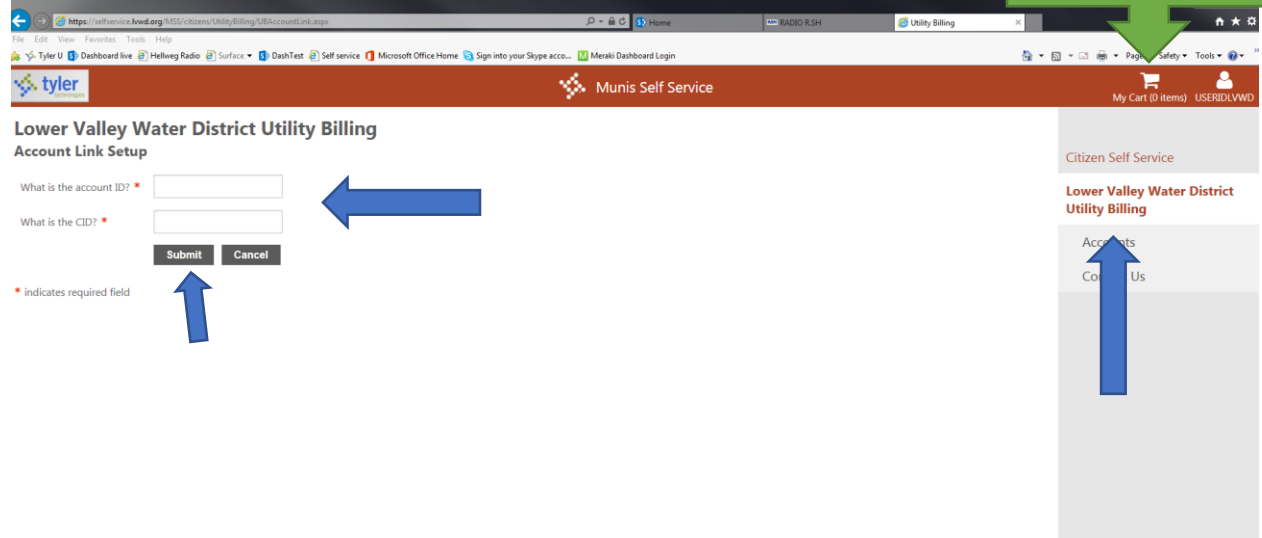 https://selfservice.lvwd.org/MSS/citizens/UtilityBilling/UBAccountLink.aspx Home RADIO R.SH Utility Billing
File Edit View Favorites Tools Help
Tyler U Dashboard live Hellweg Radio Surface DashTest Self service Microsoft Office Home Sign into your Skype acco... Meraki Dashboard Login Safety Tools
tyler
technologies
Munis Self Service
My Cart (0 items) USERIDLVWD
Lower Valley Water District Utility Billing
Account Link Setup
What is the account ID? *
What is the CID? *
Submit Cancel
* indicates required field
Citizen Self Service
Lower Valley Water District
Utility Billing
Accounts
Us